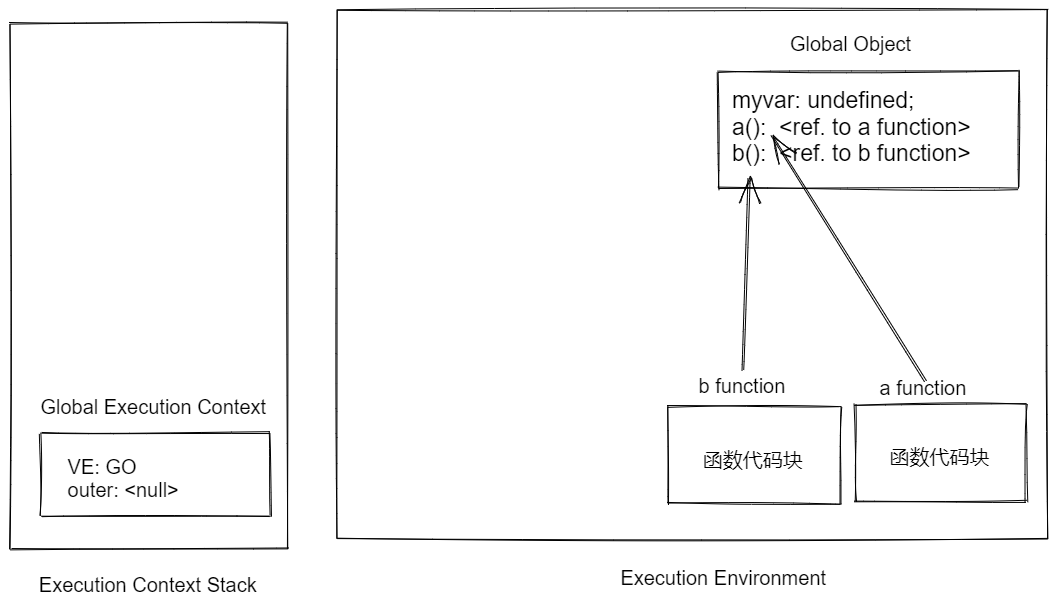 Global Object
myvar: undefined;
a(): <ref. to a function>
b(): <ref. to b function>
b function
a function
函数代码块
函数代码块
Global Execution Context
VE: GO
outer: <null>
Execution Context Stack
Execution Environment